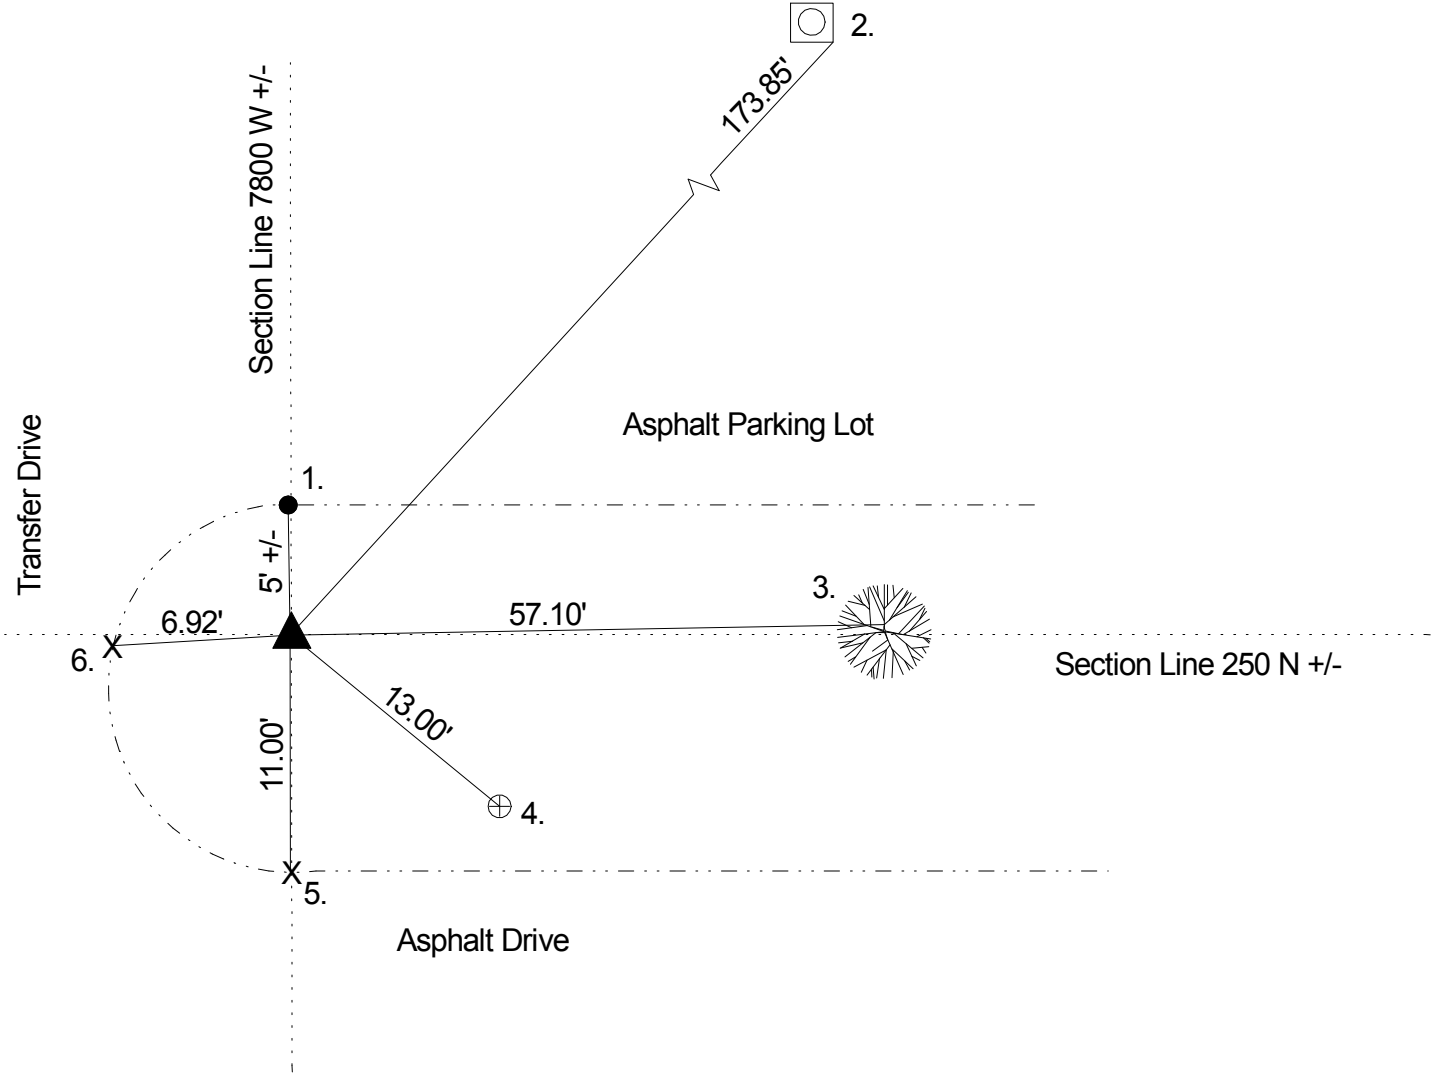 2.
173.85'
Section Line 7800 W +/-
Asphalt Parking Lot
Transfer Drive
1.
5' +/-
3.
6.92'
57.10'
6.
Section Line 250 N +/-
13.00'
11.00'
4.
X
X
5.
Asphalt Drive